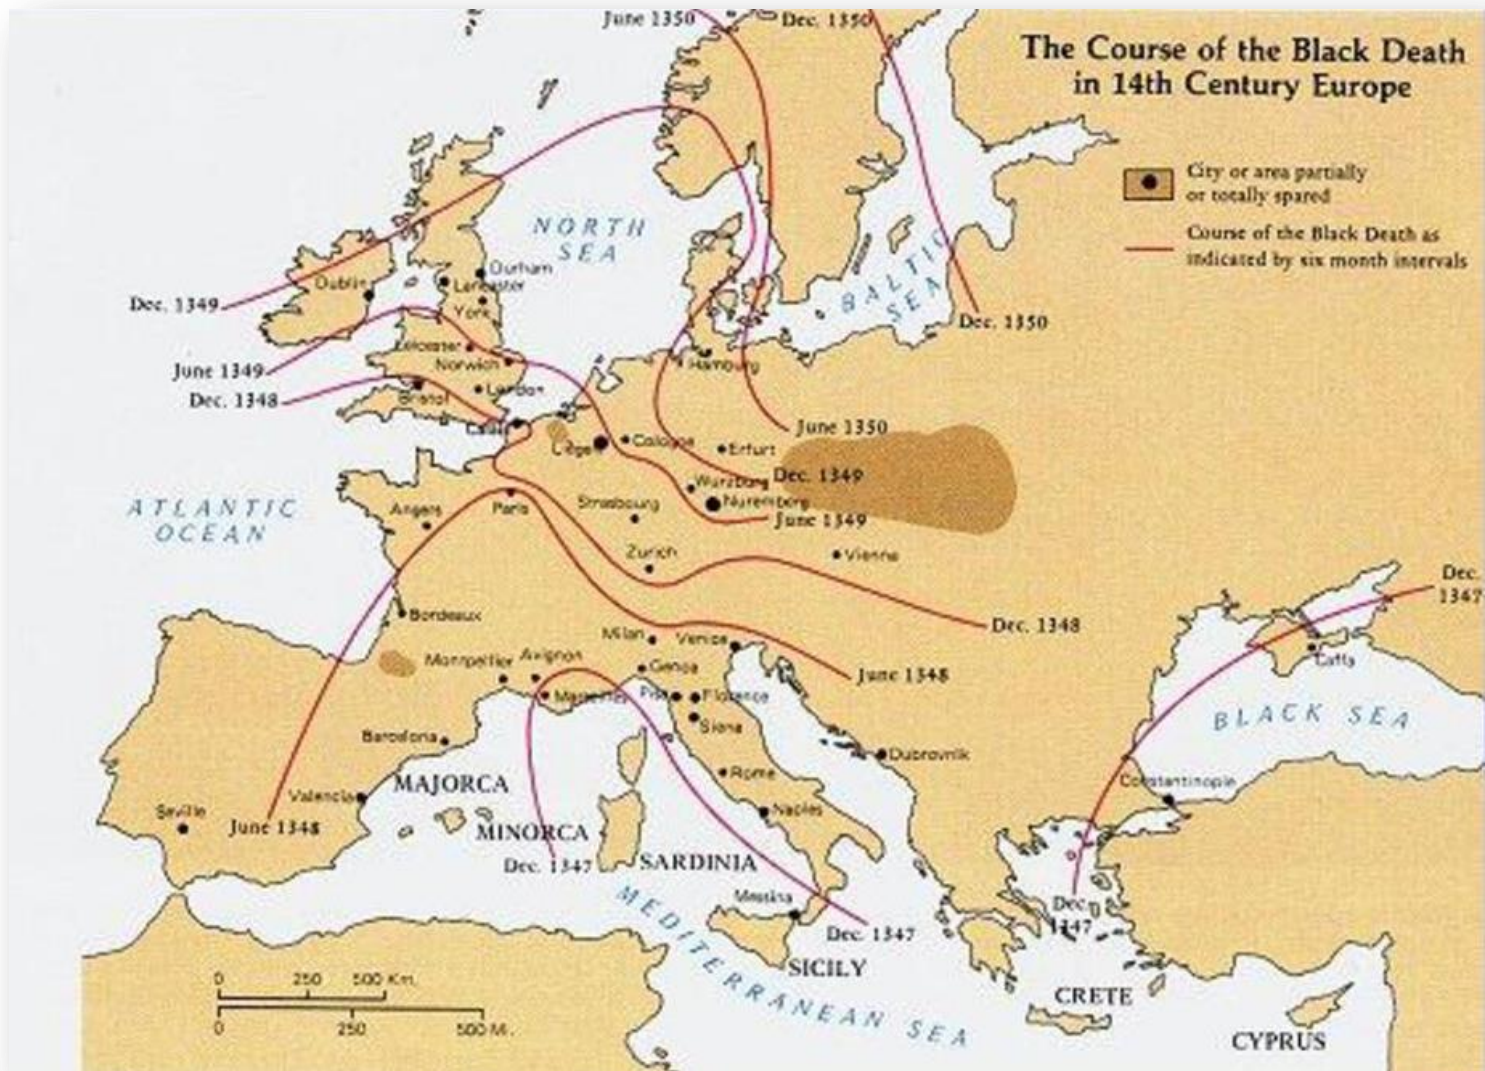 June 1350
Dec. 1350
The Course of the Black Death
in 14th Century Europe
City or area partially
or totally spared
Course of the Black Death as
indicated by six month intervals
NORTH
SEA
BALTIC
SEA
Durham
Dublin
Lancaster
York
Dec. 1349
Leicester
Norwich
June 1349
Dec. 1348
London
Bristol
Calais
Hamburg
Dec. 1350
June 1350
Liege
Cologne
Erfurt
Dec. 1349
Wurzburg
Nuremberg
June 1349
ATLANTIC
OCEAN
Angers
Paris
Strasbourg
Zurich
Vienna
Dec.
1347
Bordeaux
Dec. 1348
Milan
Venice
Caffa
Montpellier
Avignon
Genoa
June 1348
Marseilles
Pisa
Florence
Siena
BLACK SEA
Barcelona
Dubrovnik
Rome
Constantinople
MAJORCA
Valencia
Seville
June 1348
Naples
MINORCA
Dec. 1347
SARDINIA
Messina
Dec. 1347
Dec.
1347
MEDITERRANEAN SEA
SICILY
CRETE
CYPRUS
0 250 500 Km.
0 250 500 M.